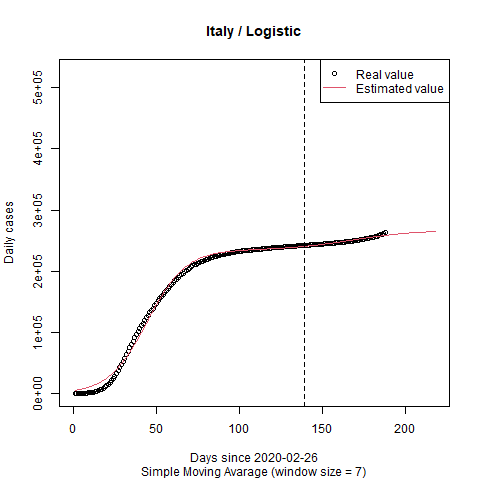 Italy / Logistic
Real value
Estimated value
Daily cases
0e+00
1e+05
2e+05
3e+05
4e+05
5e+05
0 50 100 150 200
Days since 2020-02-26
Simple Moving Avarage (window size = 7)